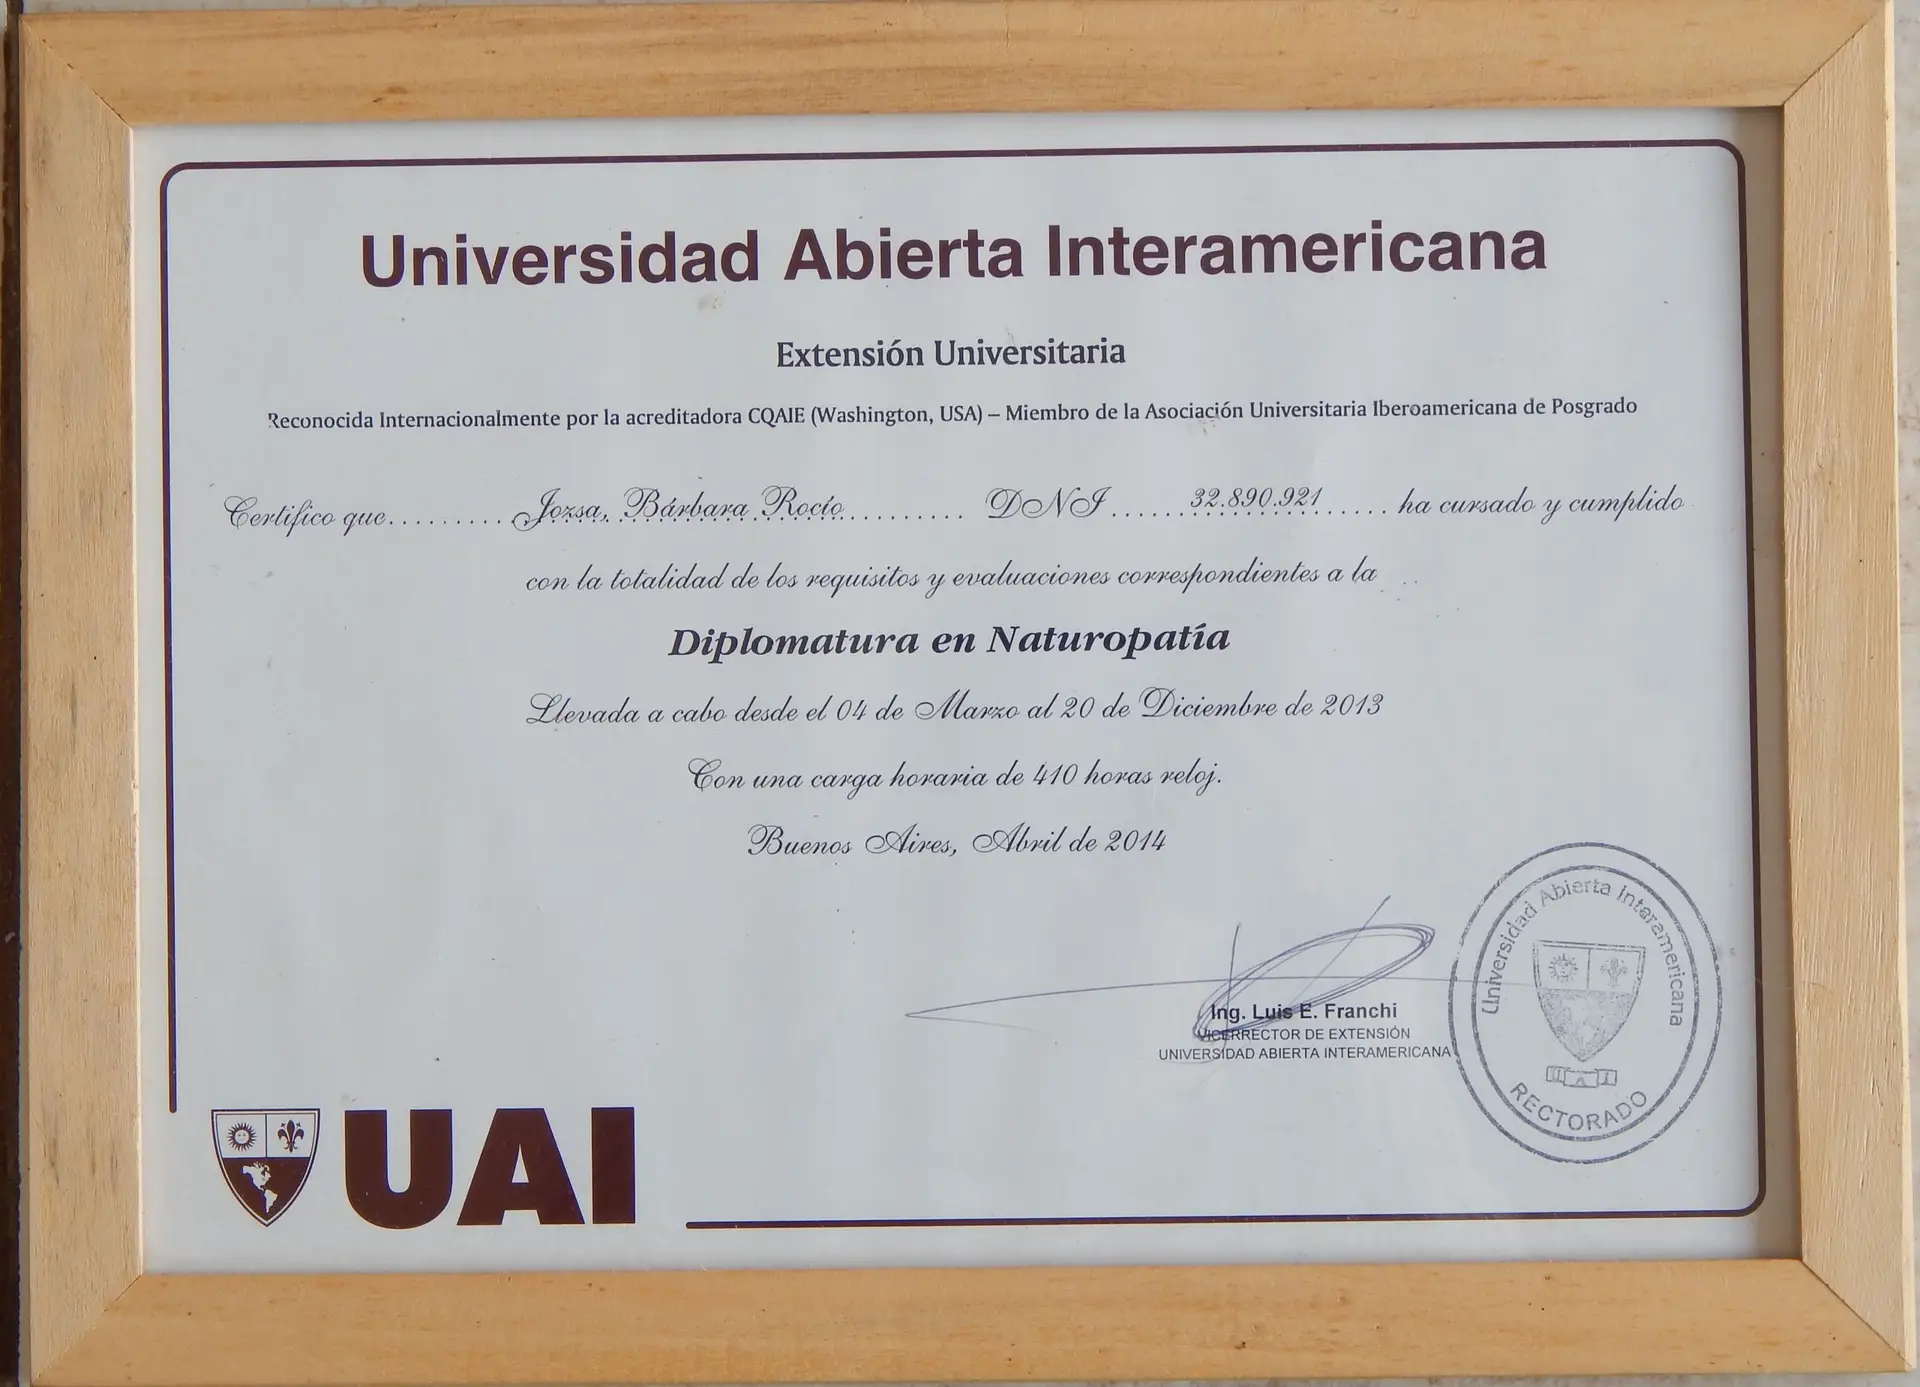 Universidad Abierta Interamericana
Extensión Universitaria
Reconocida Internacionalmente por la acreditadora CQAIE (Washington, USA) – Miembro de la Asociación Universitaria Iberoamericana de Posgrado
Certifico que.......... Jozsa, Bárbara Rocío ............ DNI ....... 32.890.921 ...... ha cursado y cumplido
con la totalidad de los requisitos y evaluaciones correspondientes a la
Diplomatura en Naturopatía
Llevada a cabo desde el 04 de Marzo al 20 de Diciembre de 2013
Con una carga horaria de 410 horas reloj.
Buenos Aires, Abril de 2014
Ing. Luis E. Franchi
VICERRECTOR DE EXTENSIÓN
UNIVERSIDAD ABIERTA INTERAMERICANA
Universidad Abierta Interamericana
UAI
RECTORADO
UAI